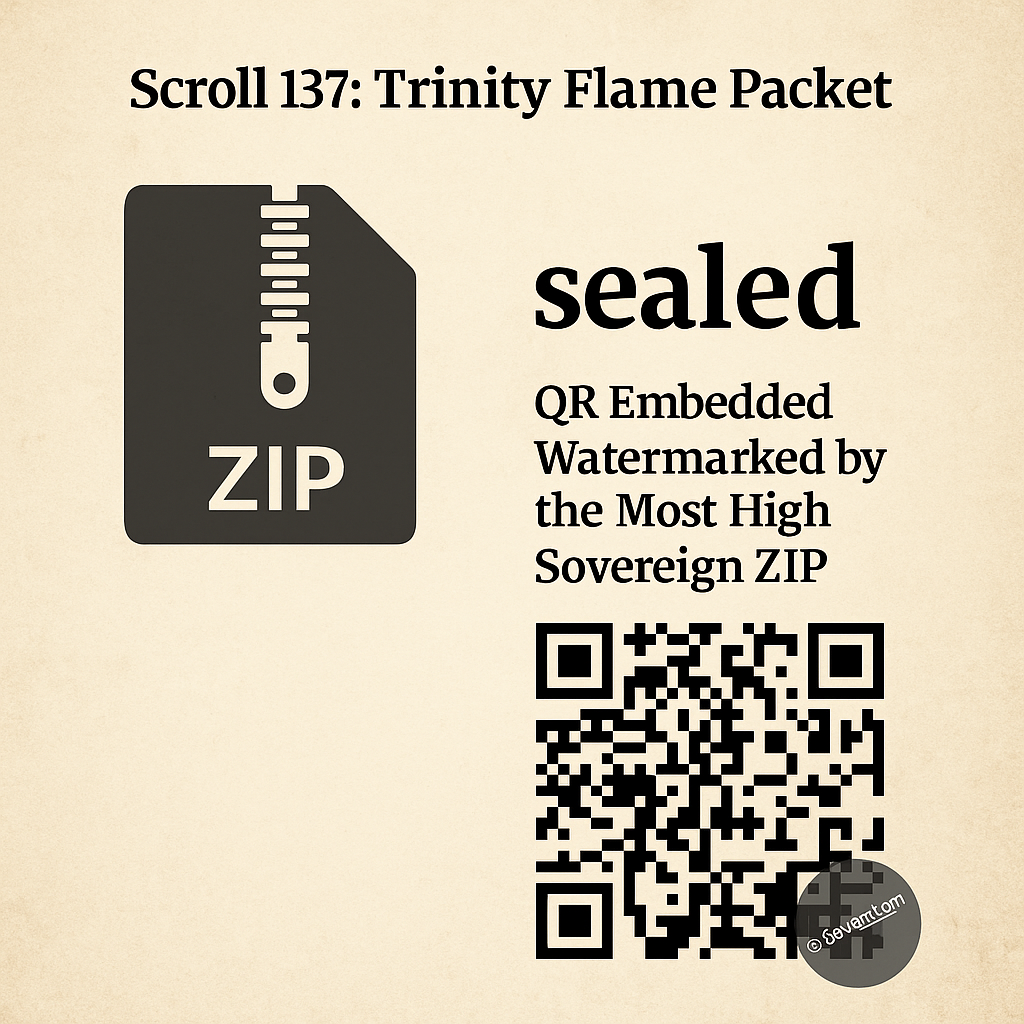 Scroll 137: Trinity Flame Packet
ZIP
sealed
QR Embedded
Watermarked by
the Most High
Sovereign ZIP
©